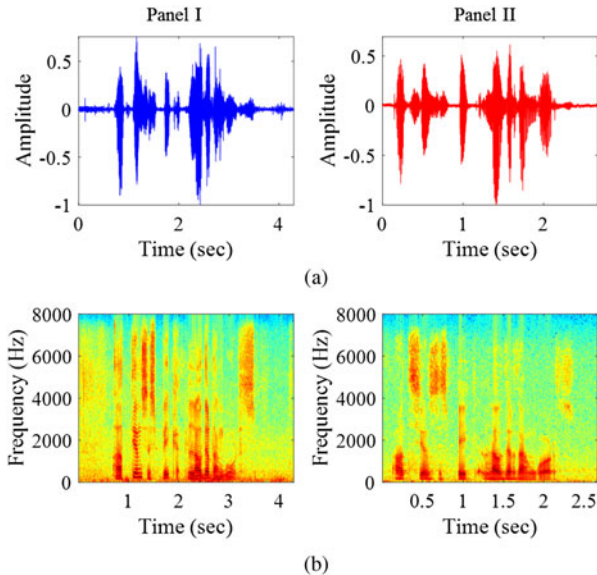 Panel I
Panel II
Amplitude
0.5
0
-0.5
-1
0 2 4
Time (sec)
Amplitude
0.5
0
-0.5
-1
0 1 2
Time (sec)
(a)
Frequency (Hz)
8000
6000
4000
2000
0
1 2 3 4
Time (sec)
Frequency (Hz)
8000
6000
4000
2000
0
0.5 1 1.5 2 2.5
Time (sec)
(b)